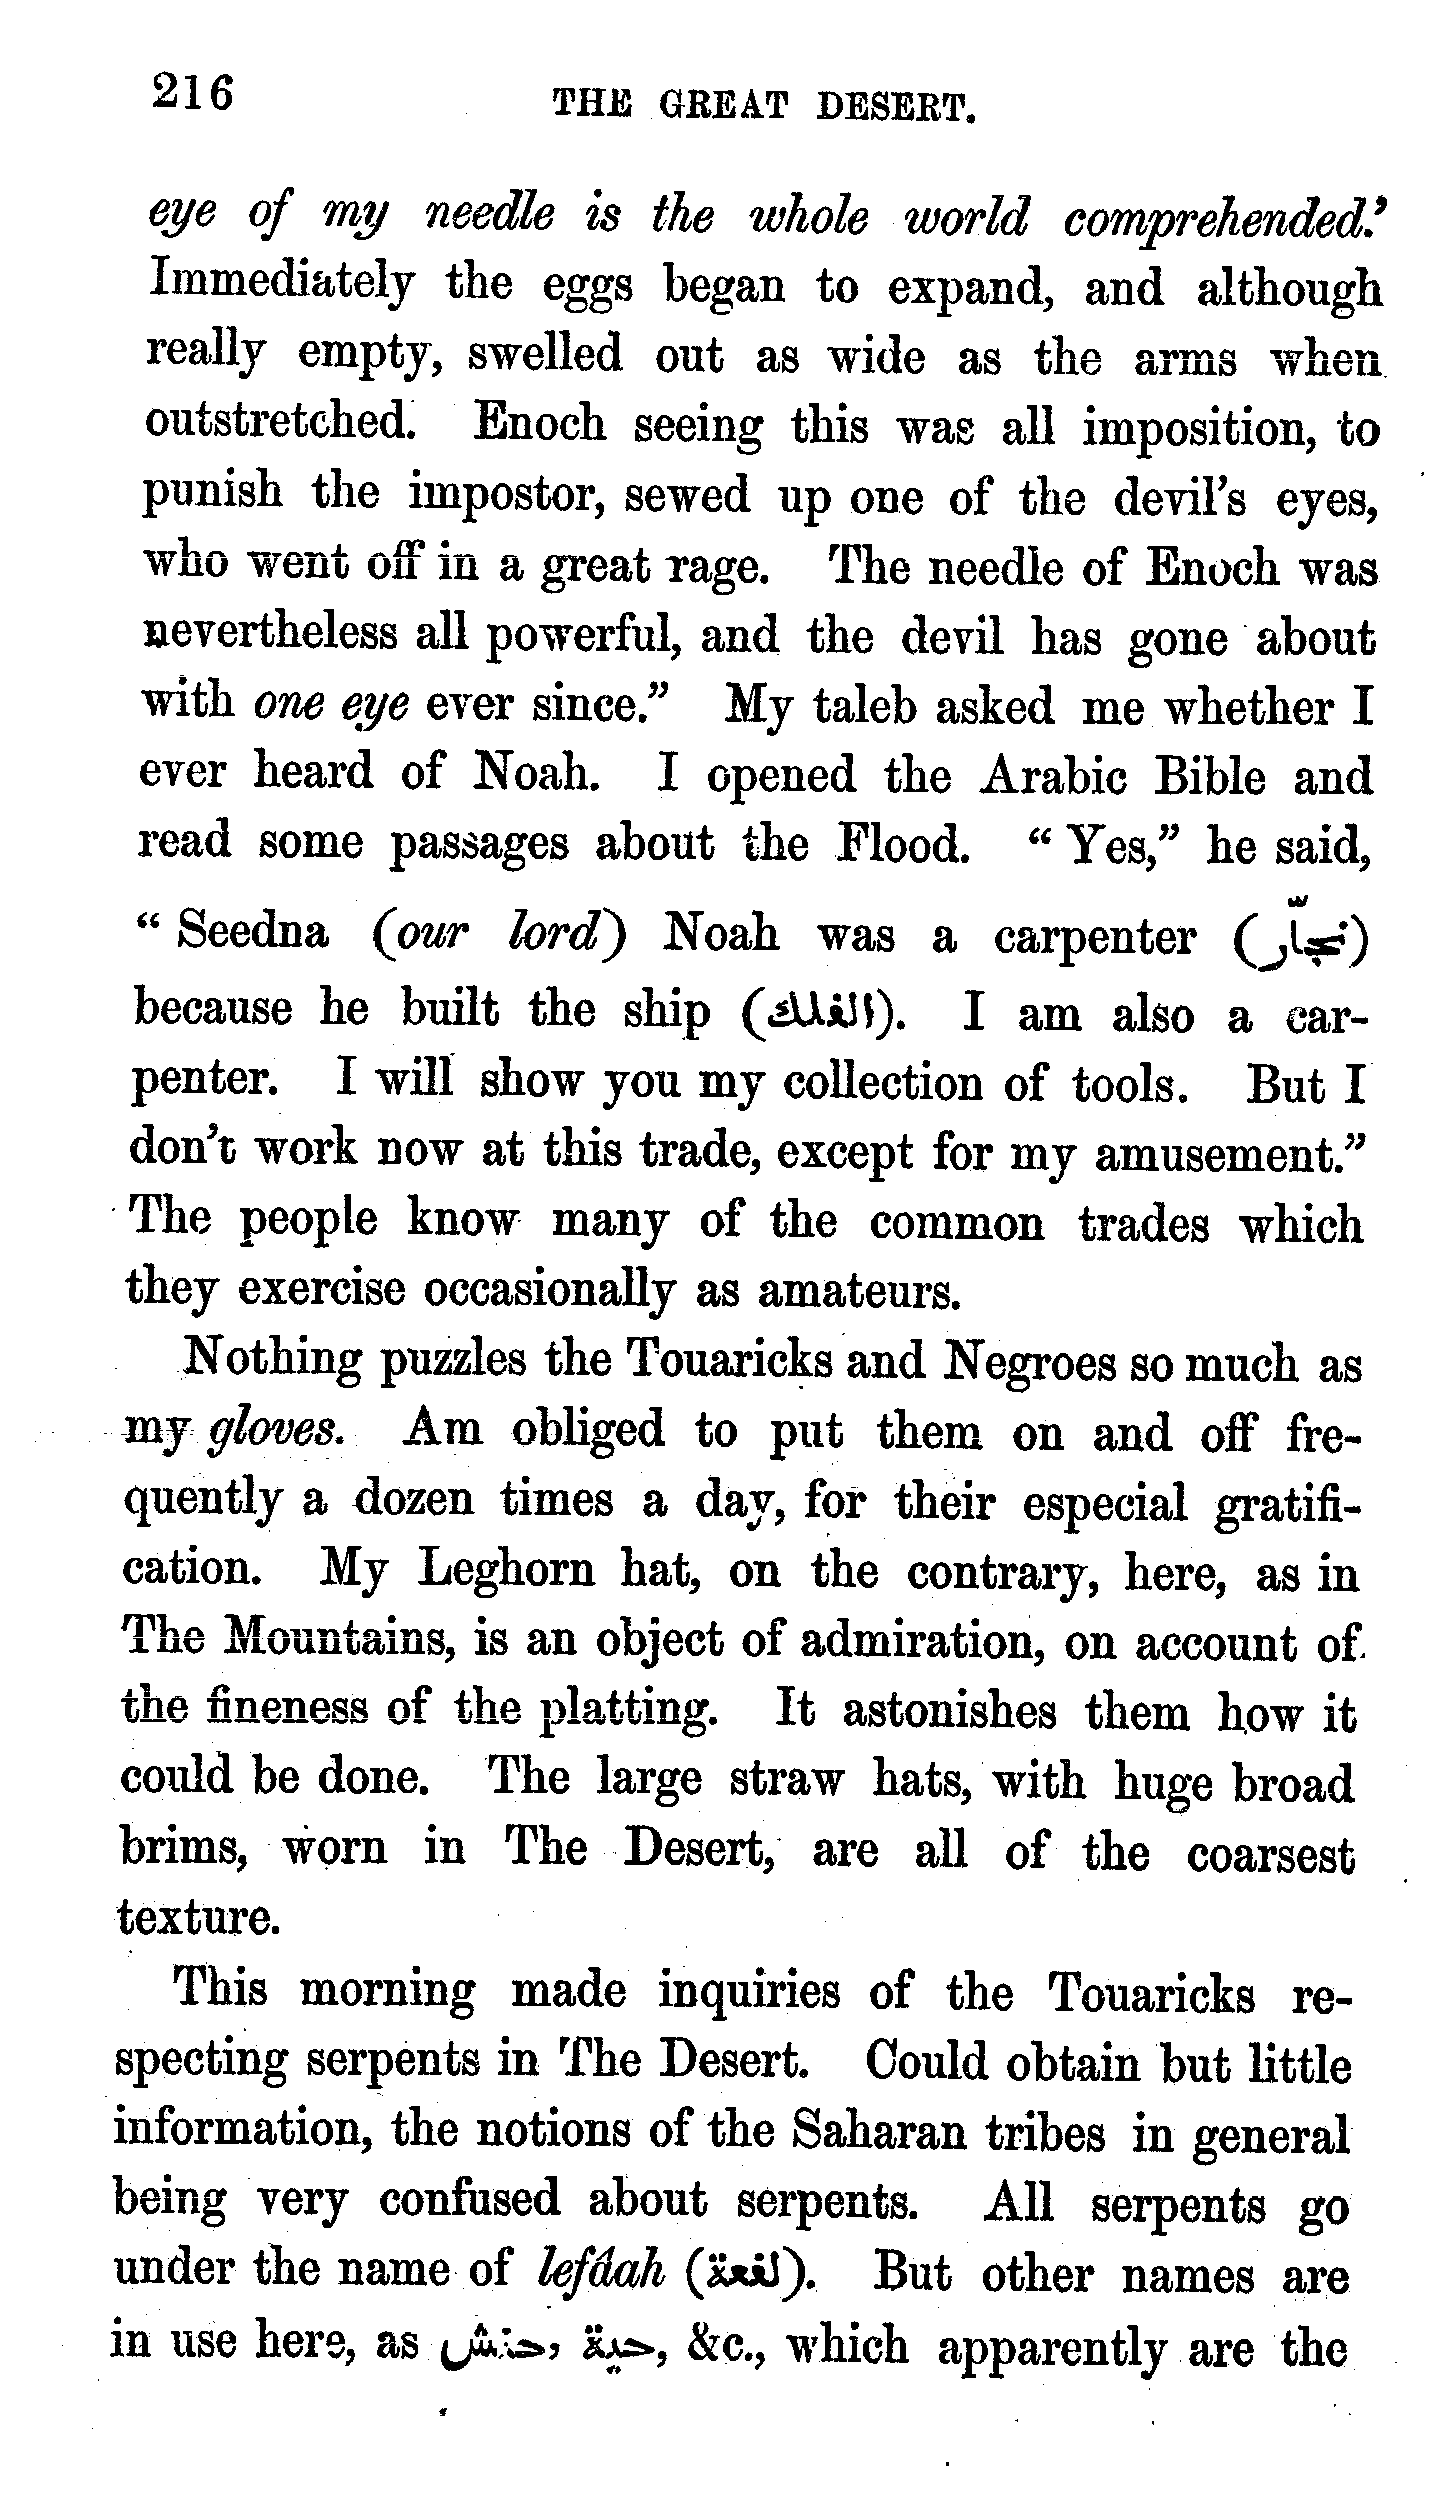 216 THE GREAT DESERT.
eye of my needle is the whole world comprehended.’
Immediately the eggs began to expand, and although
really empty, swelled out as wide as the arms when
outstretched. Enoch seeing this was all imposition, to
punish the impostor, sewed up one of the devil’s eyes,
who went off in a great rage. The needle of Enoch was
nevertheless all powerful, and the devil has gone about
with one eye ever since.” My taleb asked me whether I
ever heard of Noah. I opened the Arabic Bible and
read some passages about the Flood. “Yes,” he said,
“Seedna (our lord) Noah was a carpenter (نجّار)
because he built the ship (الفلك). I am also a car-
penter. I will show you my collection of tools. But I
don’t work now at this trade, except for my amusement.”
The people know many of the common trades which
they exercise occasionally as amateurs.
Nothing puzzles the Touaricks and Negroes so much as
my gloves. Am obliged to put them on and off fre-
quently a dozen times a day, for their especial gratifi-
cation. My Leghorn hat, on the contrary, here, as in
The Mountains, is an object of admiration, on account of
the fineness of the platting. It astonishes them how it
could be done. The large straw hats, with huge broad
brims, worn in The Desert, are all of the coarsest
texture.
This morning made inquiries of the Touaricks re-
specting serpents in The Desert. Could obtain but little
information, the notions of the Saharan tribes in general
being very confused about serpents. All serpents go
under the name of lefâah (لفعة). But other names are
in use here, as حنش, حية, &c., which apparently are the